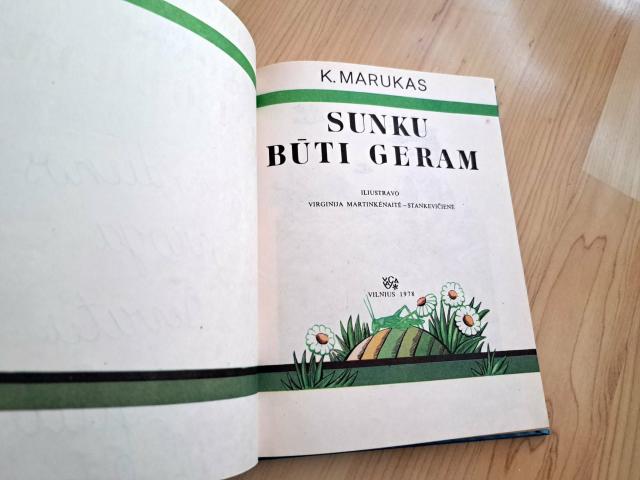 K. MARUKAS
SUNKU
BŪTI GERAM
ILIUSTRAVO
VIRGINIJA MARTINKĖNAITĖ-STANKEVIČIENĖ
VILNIUS 1978